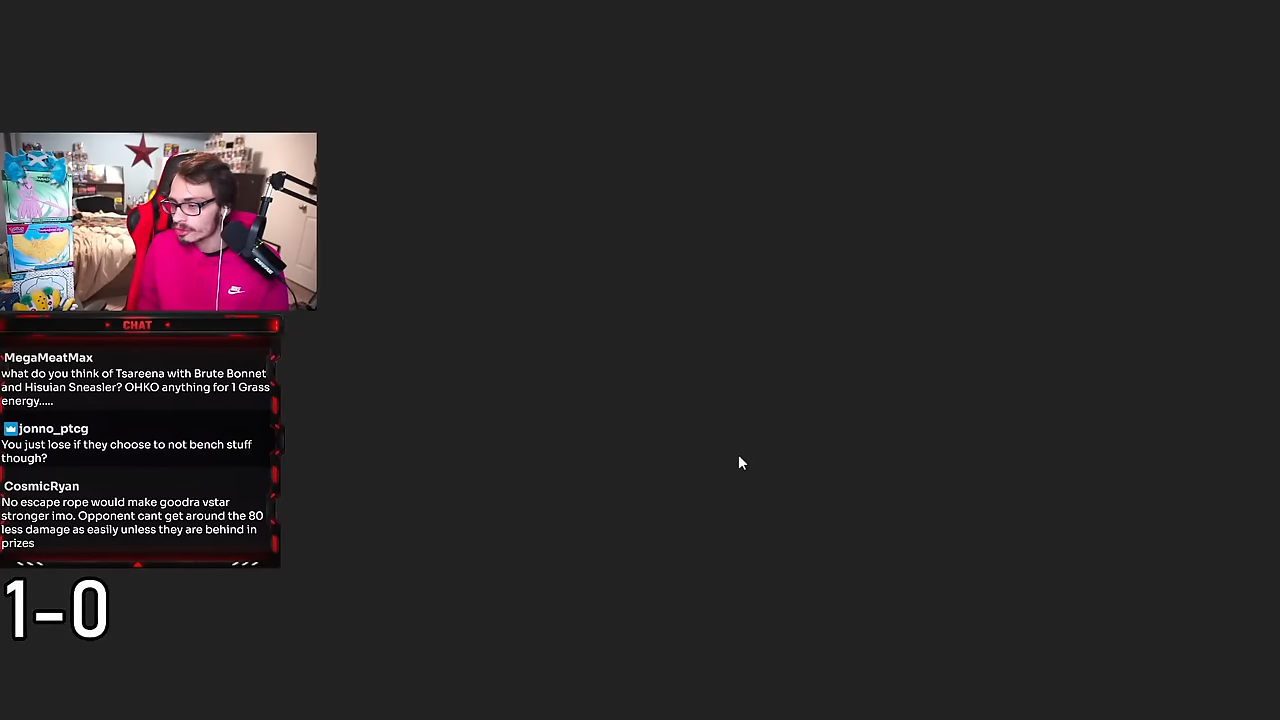 CHAT
MegaMeatMax
what do you think of Tsareena with Brute Bonnet
and Hisuian Sneasler? OHKO anything for 1 Grass
energy.....
jonno_ptcg
You just lose if they choose to not bench stuff
though?
CosmicRyan
No escape rope would make goodra vstar
stronger imo. Opponent cant get around the 80
less damage as easily unless they are behind in
prizes
1-0